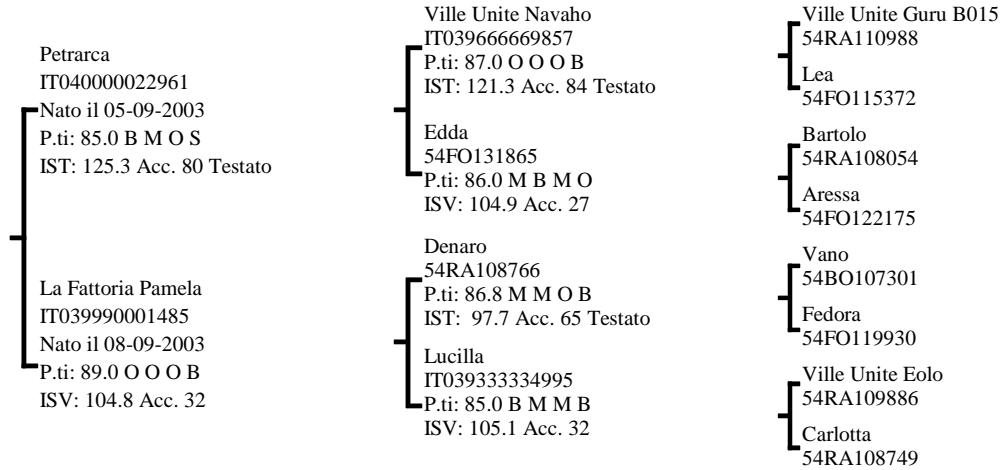 Petrarca
IT040000022961
Nato il 05-09-2003
P.ti: 85.0 B M O S
IST: 125.3 Acc. 80 Testato
La Fattoria Pamela
IT039990001485
Nato il 08-09-2003
P.ti: 89.0 O O O B
ISV: 104.8 Acc. 32
Ville Unite Navaho
IT039666669857
P.ti: 87.0 O O O B
IST: 121.3 Acc. 84 Testato
Edda
54FO131865
P.ti: 86.0 M B M O
ISV: 104.9 Acc. 27
Denaro
54RA108766
P.ti: 86.8 M M O B
IST: 97.7 Acc. 65 Testato
Lucilla
IT039333334995
P.ti: 85.0 B M M B
ISV: 105.1 Acc. 32
Ville Unite Guru B015
54RA110988
Lea
54FO115372
Bartolo
54RA108054
Aressa
54FO122175
Vano
54BO107301
Fedora
54FO119930
Ville Unite Eolo
54RA109886
Carlotta
54RA108749